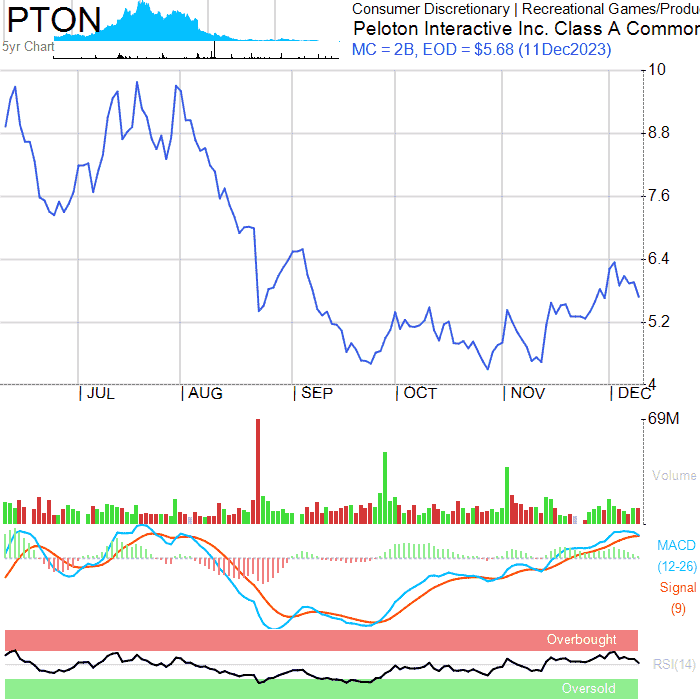 PTON
5yr Chart
Consumer Discretionary | Recreational Games/Produ
Peloton Interactive Inc. Class A Common
MC = 2B, EOD = $5.68 (11Dec2023)
10
8.8
7.6
6.4
5.2
4
| JUL | AUG | SEP | OCT | NOV | DEC
69M
Volume
MACD
(12-26)
Signal
(9)
Overbought
RSI(14)
Oversold